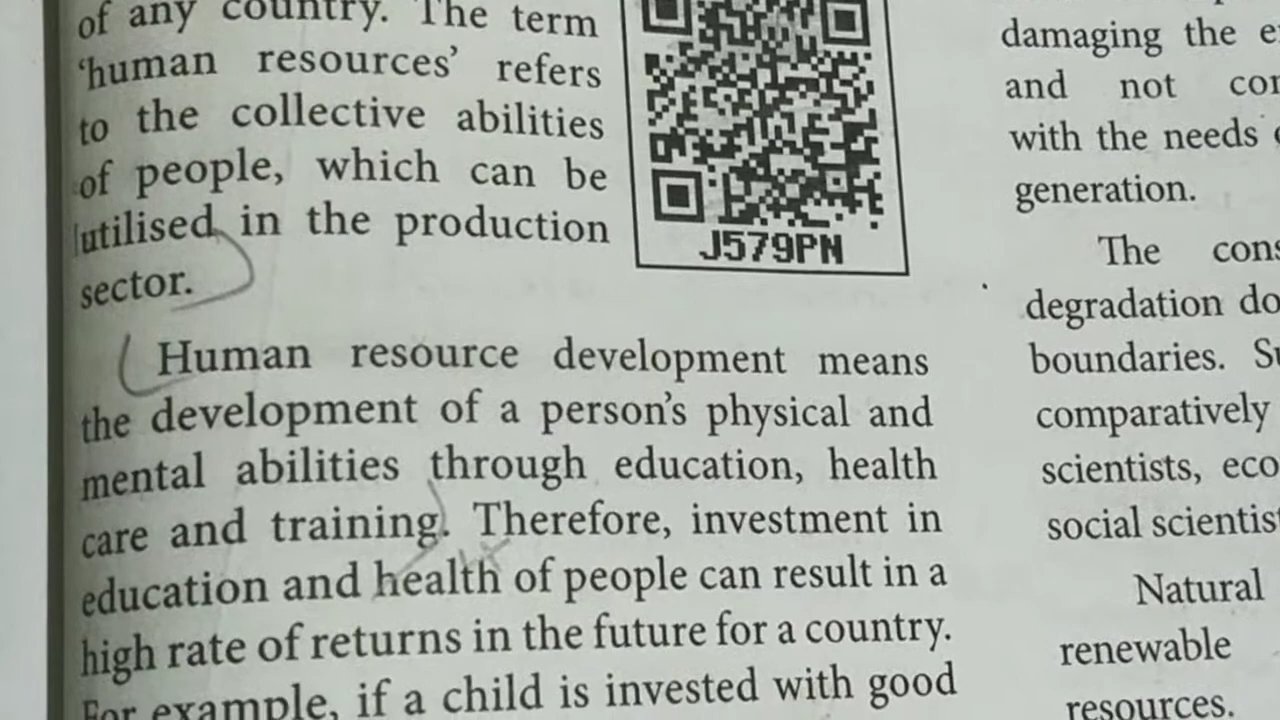 of any country. The term
‘human resources’ refers
to the collective abilities
of people, which can be
utilised in the production
sector.
J579PN
Human resource development means
the development of a person’s physical and
mental abilities through education, health
care and training. Therefore, investment in
education and health of people can result in a
high rate of returns in the future for a country.
For example, if a child is invested with good
damaging the
and not
with the needs
generation.
The
degradation
boundaries.
comparatively
scientists,
social
Natural
renewable
resources.